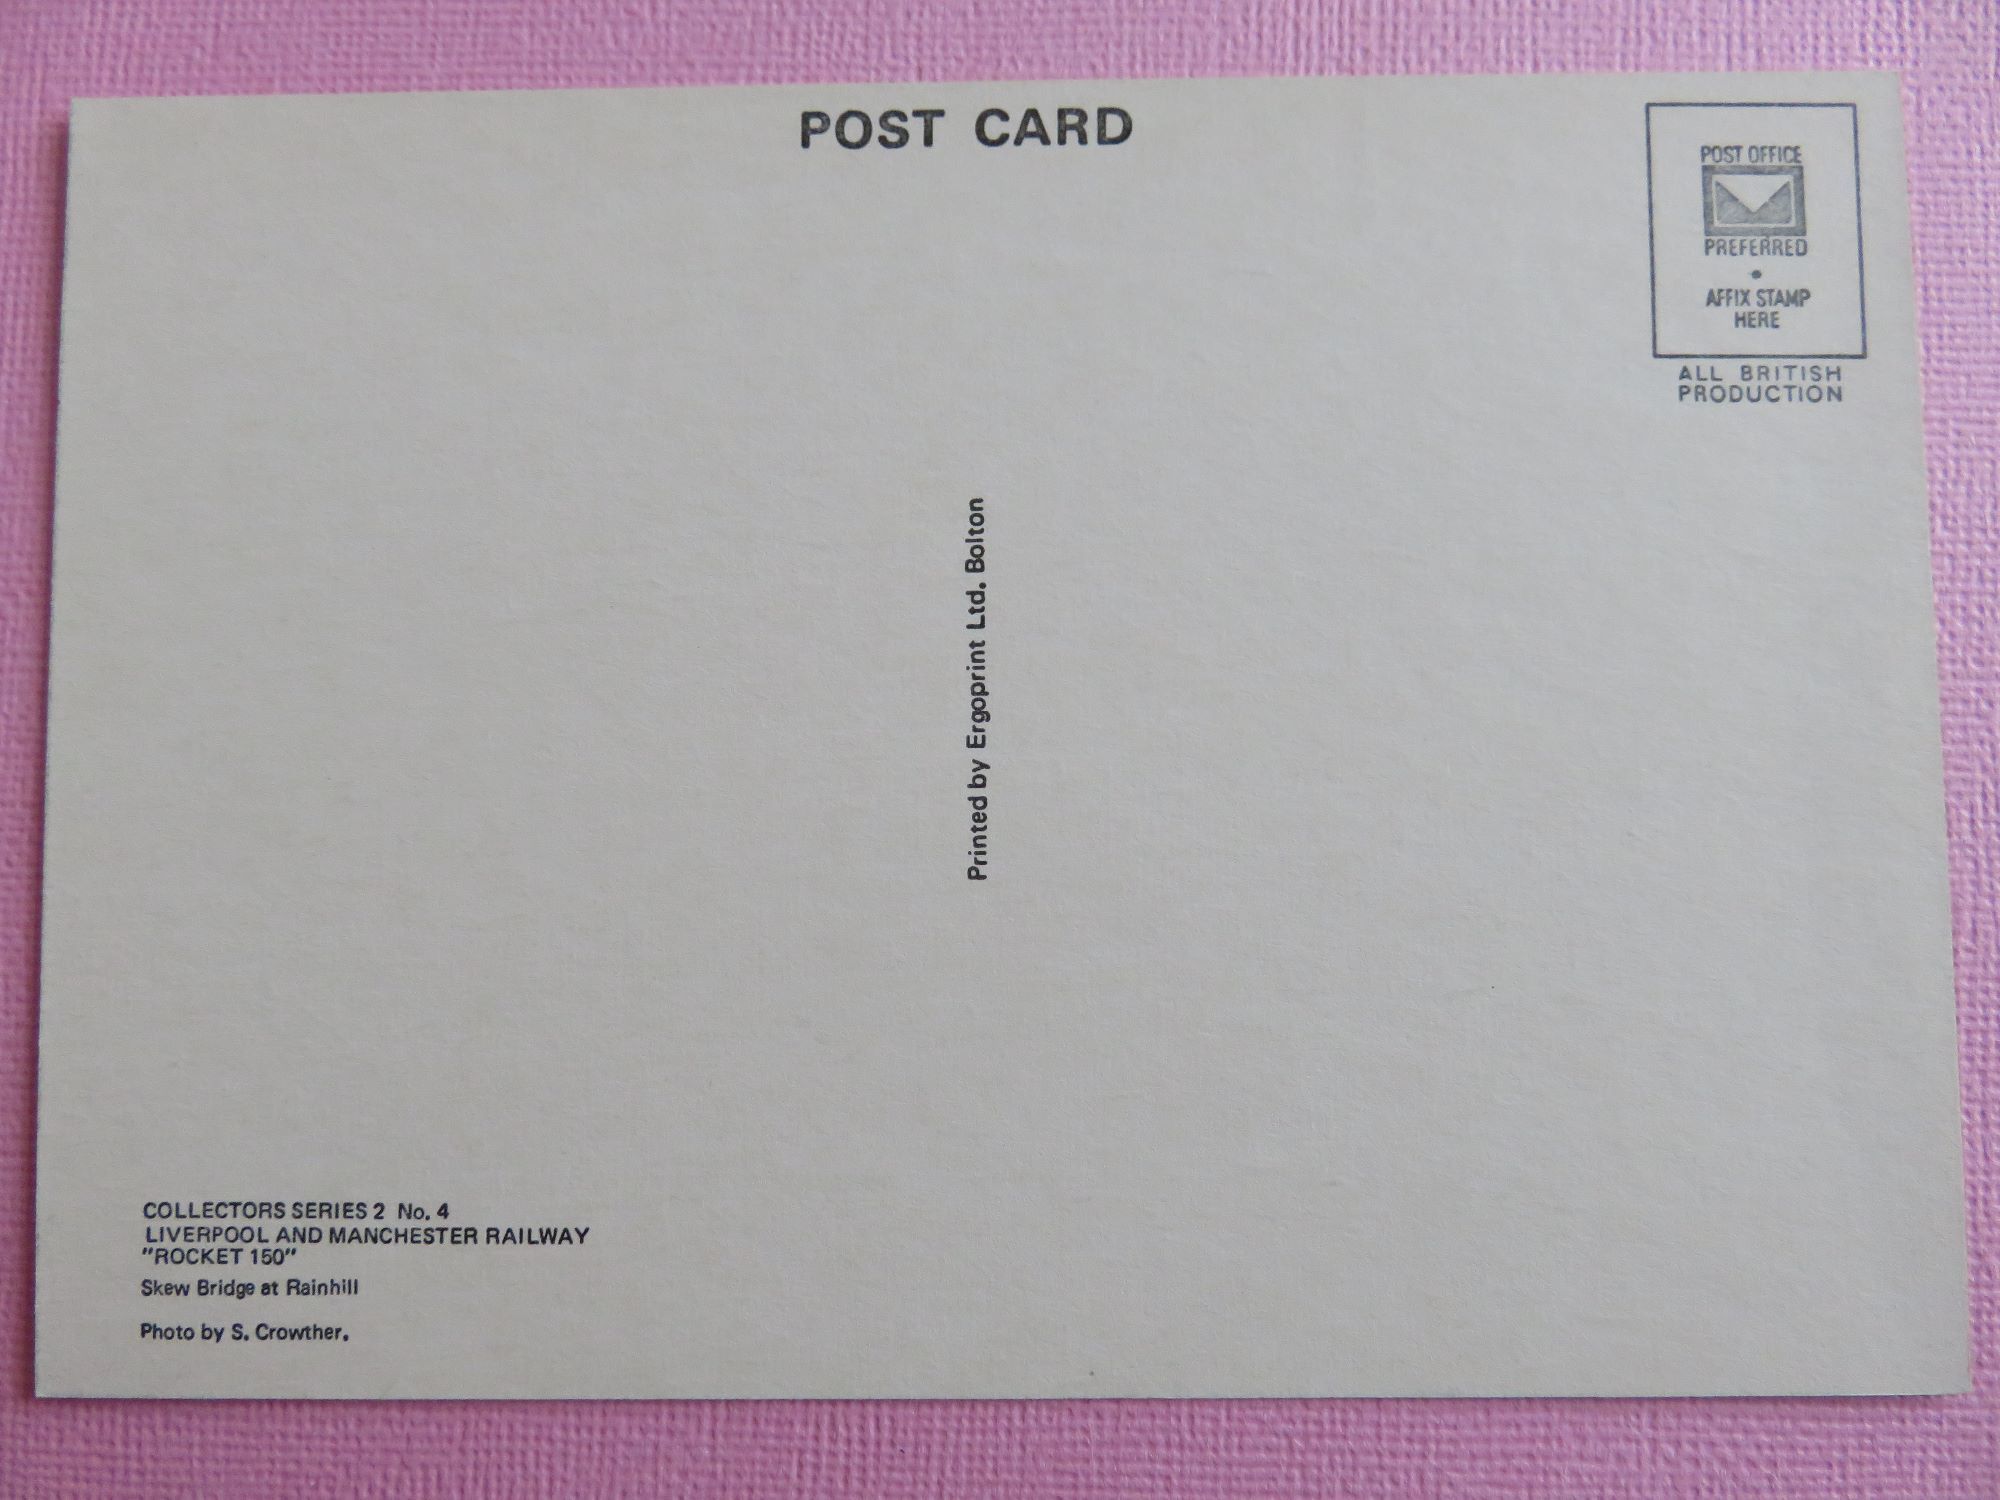 POST CARD
POST OFFICE
PREFERRED
•
AFFIX STAMP
HERE
ALL BRITISH
PRODUCTION
Printed by Ergoprint Ltd. Bolton
COLLECTORS SERIES 2 No. 4
LIVERPOOL AND MANCHESTER RAILWAY
"ROCKET 150"
Skew Bridge at Rainhill
Photo by S. Crowther.